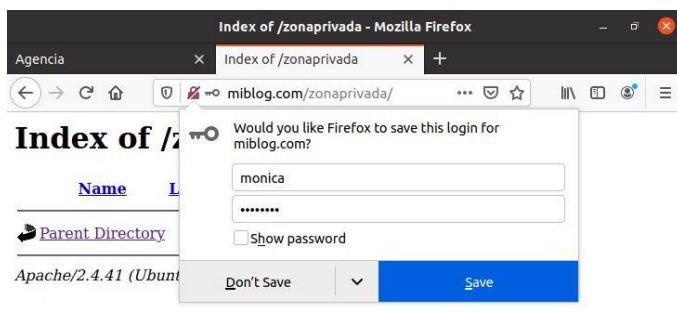 Index of /zonaprivada - Mozilla Firefox
Agencia
Index of /zonaprivada
miblog.com/zonaprivada/
Would you like Firefox to save this login for
miblog.com?
monica
••••••••
Show password
Don't Save
Save
Index of /
Name
L
Parent Directory
Apache/2.4.41 (Ubunt